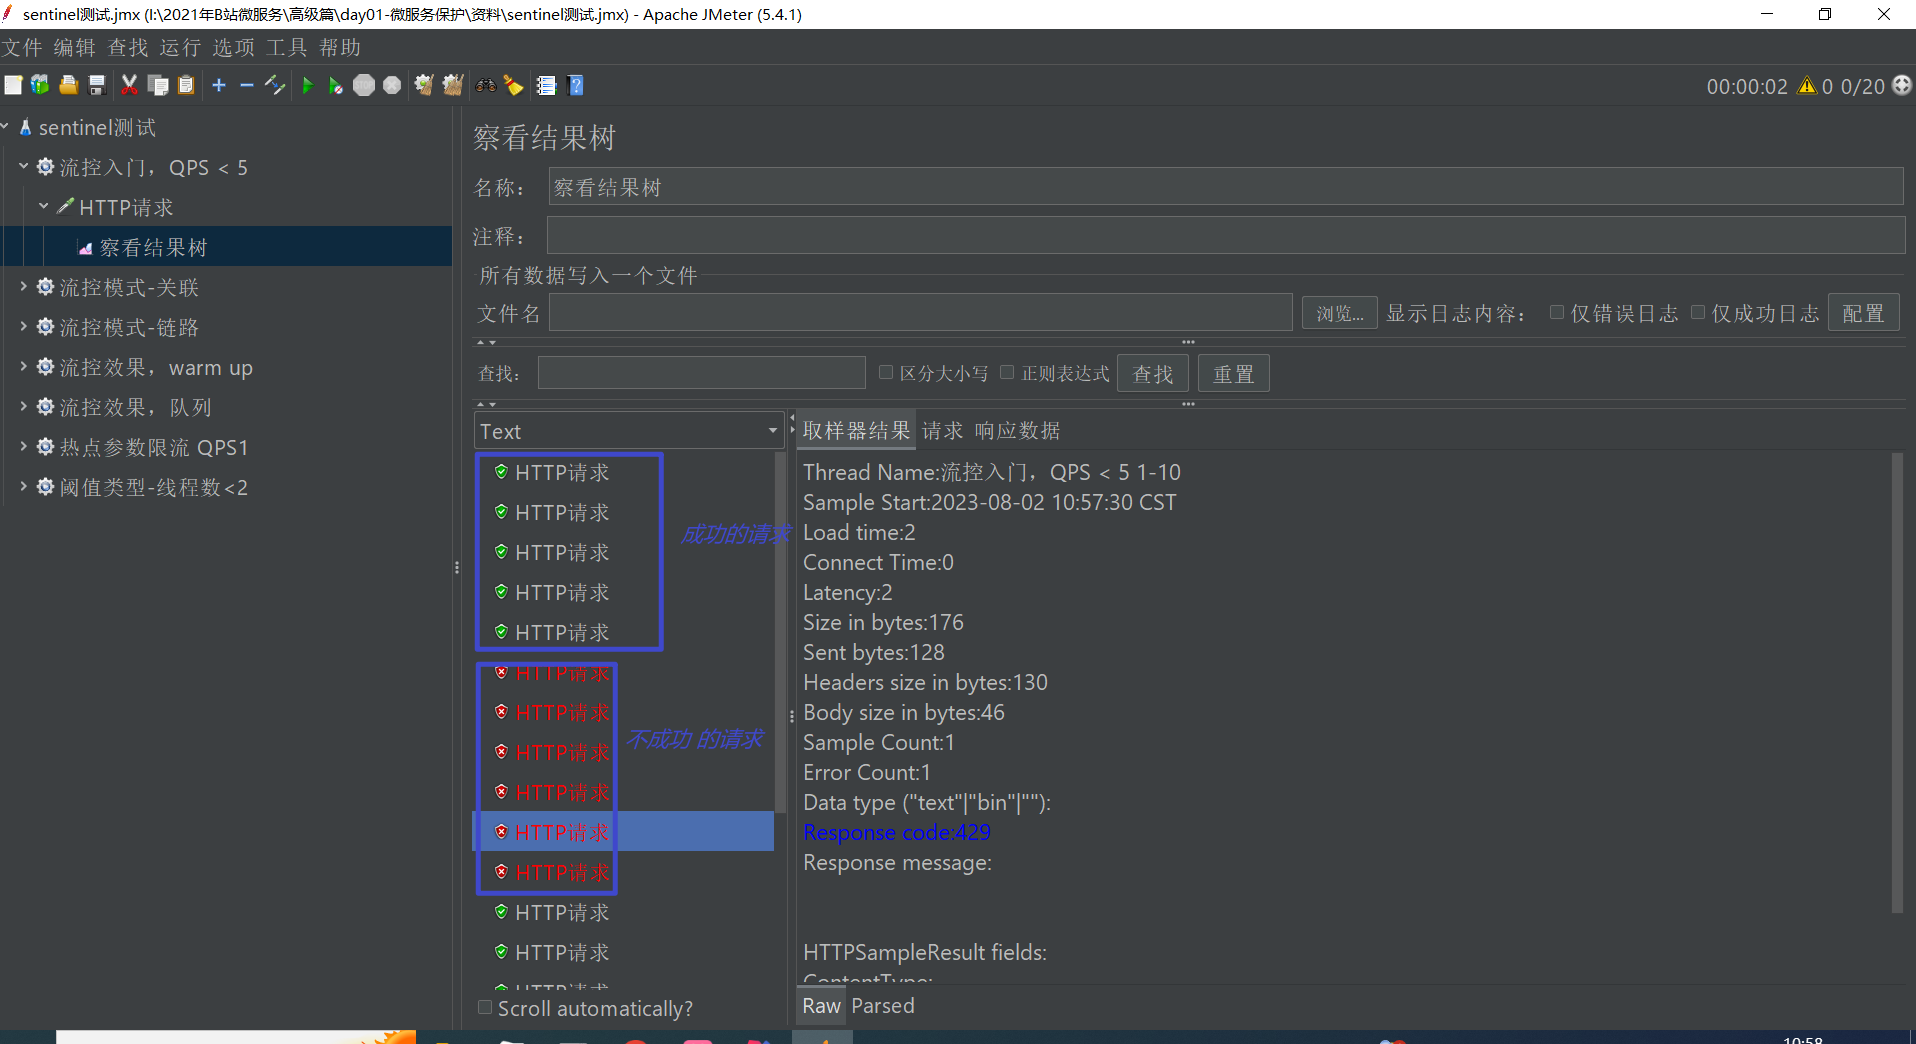 sentinel测试.jmx (I:\2021年B站微服务\高级篇\day01-微服务保护\资料\sentinel测试.jmx) - Apache JMeter (5.4.1)
文件 编辑 查找 运行 选项 工具 帮助
00:00:02 0 0/20
sentinel测试
流控入门，QPS < 5
HTTP请求
察看结果树
流控模式-关联
流控模式-链路
流控效果，warm up
流控效果，队列
热点参数限流 QPS1
阈值类型-线程数<2
察看结果树
名称： 察看结果树
注释：
所有数据写入一个文件
文件名 浏览... 显示日志内容： 仅错误日志 仅成功日志 配置
查找： 区分大小写 正则表达式 查找 重置
Text
HTTP请求
HTTP请求
HTTP请求
HTTP请求
HTTP请求
成功的请求
HTTP请求
HTTP请求
HTTP请求
HTTP请求
HTTP请求
HTTP请求
不成功 的请求
HTTP请求
HTTP请求
HTTP请求
Scroll automatically?
取样器结果 请求 响应数据
Thread Name:流控入门，QPS < 5 1-10
Sample Start:2023-08-02 10:57:30 CST
Load time:2
Connect Time:0
Latency:2
Size in bytes:176
Sent bytes:128
Headers size in bytes:130
Body size in bytes:46
Sample Count:1
Error Count:1
Data type ("text"|"bin"|""):
Response code:429
Response message:
HTTPSampleResult fields:
ContentType:
Raw Parsed
10:58